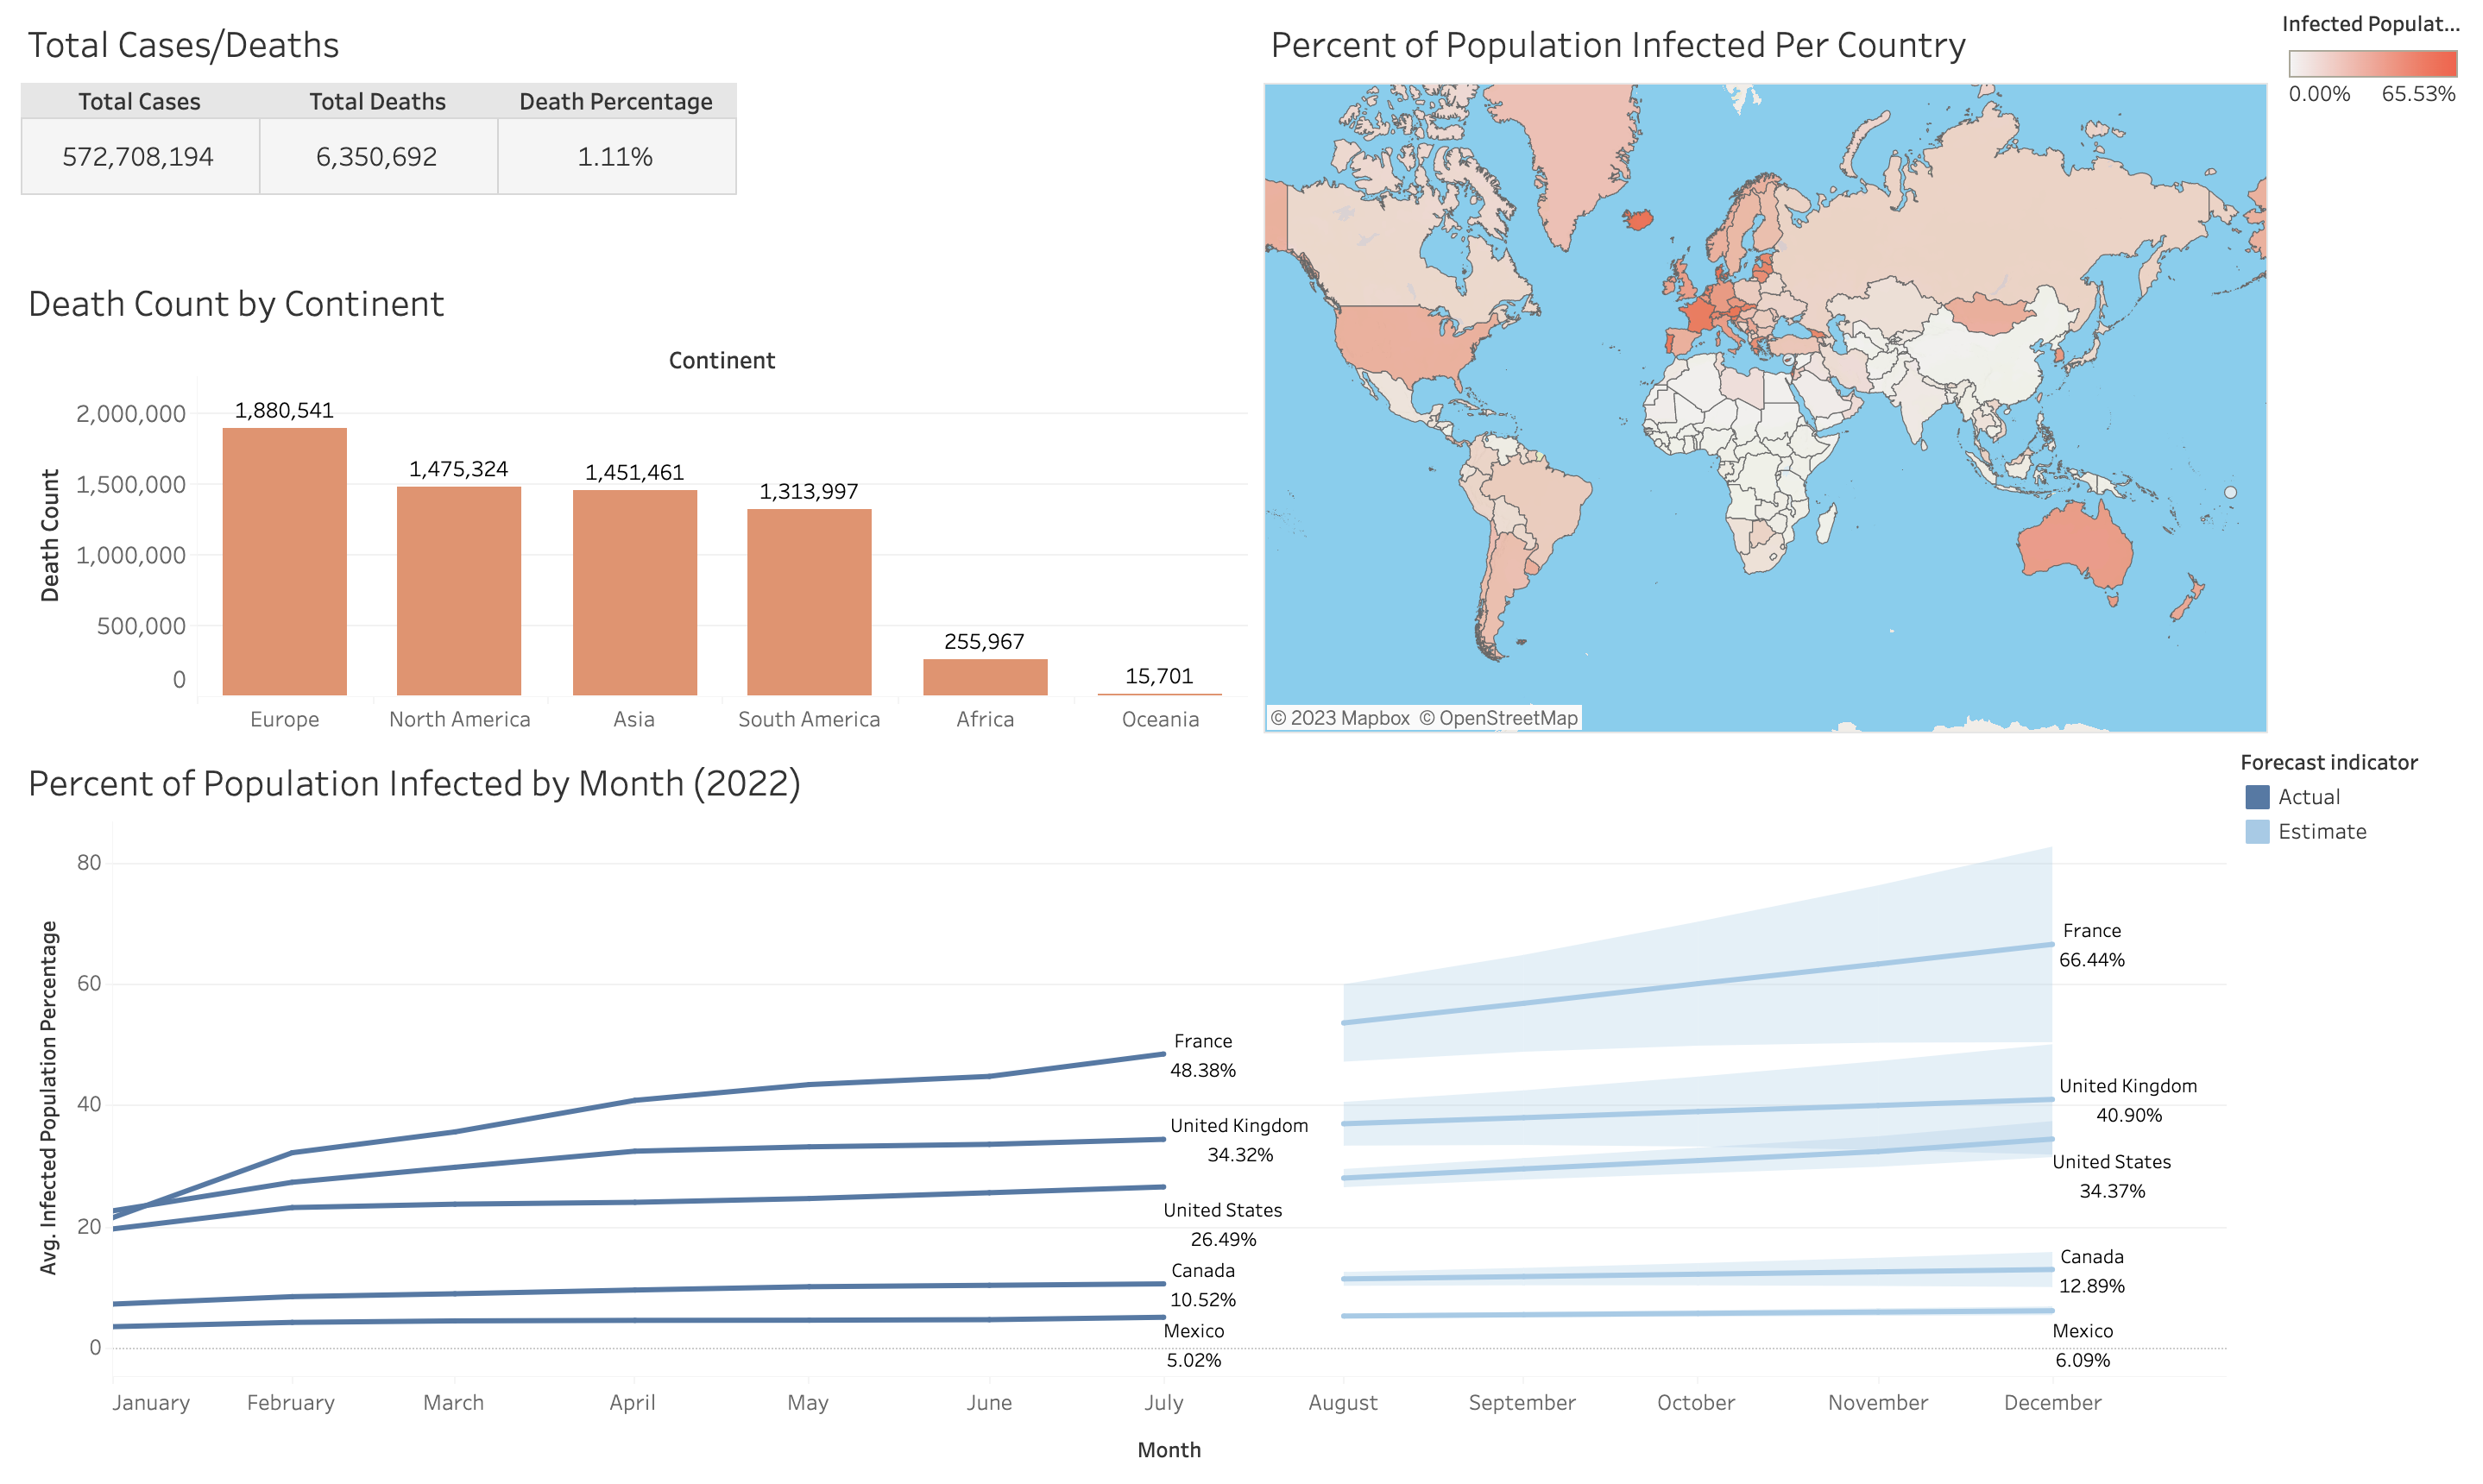 Total Cases/Deaths
Total Cases Total Deaths Death Percentage
572,708,194 6,350,692 1.11%
Percent of Population Infected Per Country
Infected Populat...
0.00% 65.53%
© 2023 Mapbox © OpenStreetMap
Death Count by Continent
Continent
Death Count
2,000,000
1,500,000
1,000,000
500,000
0
1,880,541
1,475,324
1,451,461
1,313,997
255,967
15,701
Europe North America Asia South America Africa Oceania
Percent of Population Infected by Month (2022)
Forecast indicator
Actual
Estimate
Avg. Infected Population Percentage
80
60
40
20
0
France
48.38%
United Kingdom
34.32%
United States
26.49%
Canada
10.52%
Mexico
5.02%
France
66.44%
United Kingdom
40.90%
United States
34.37%
Canada
12.89%
Mexico
6.09%
January February March April May June July August September October November December
Month